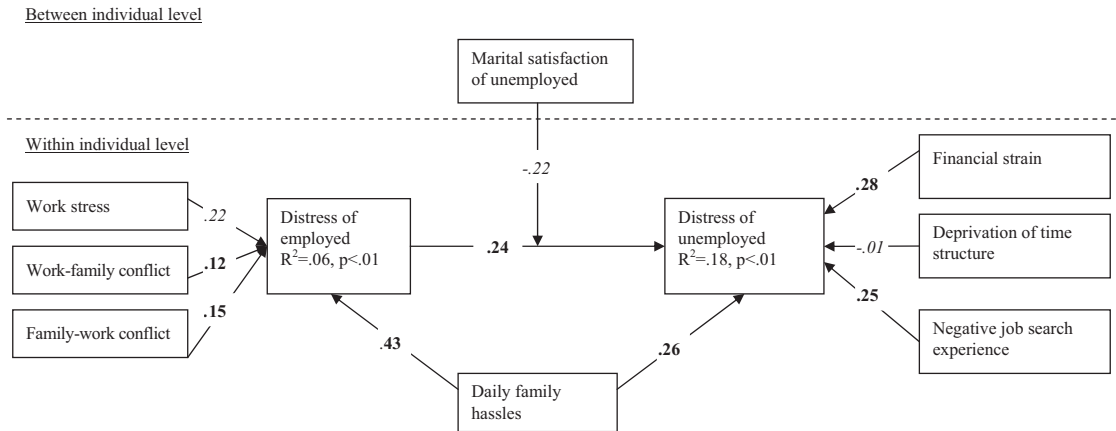 Between individual level
Marital satisfaction
of unemployed
Within individual level
-.22
Work stress
.22
Work-family conflict
.12
Family-work conflict
.15
Distress of
employed
R²=.06, p<.01
.24
Distress of
unemployed
R²=.18, p<.01
Financial strain
.28
Deprivation of time
structure
-.01
Negative job search
experience
.25
.43
.26
Daily family
hassles